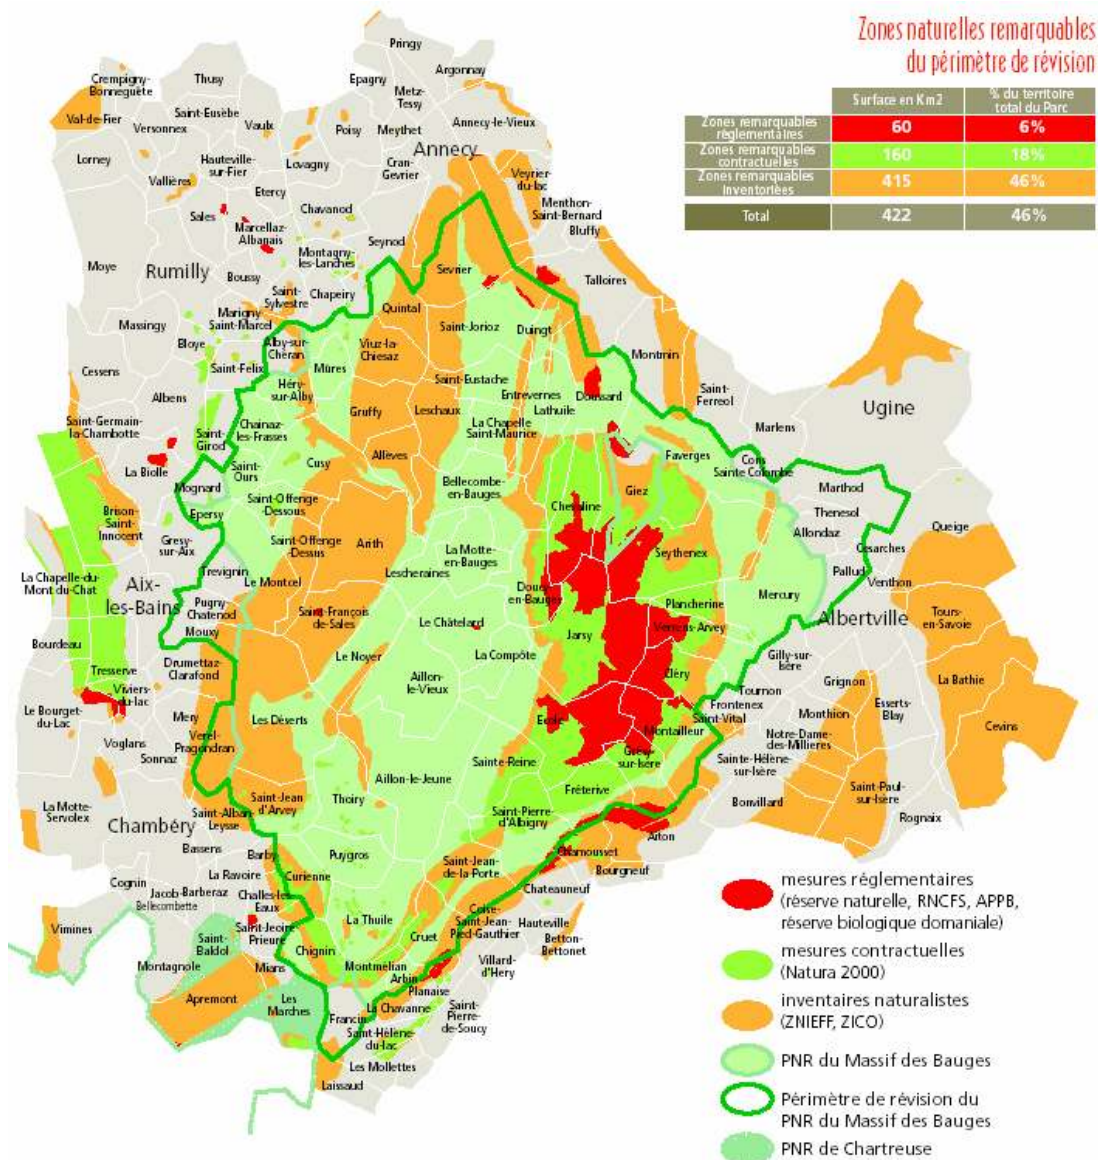 Zones naturelles remarquables
du périmètre de révision
Surface en Km2
% du territoire
total du Parc
Zones remarquables
règlementaires
60
6%
Zones remarquables
contractuelles
160
18%
Zones remarquables
Inventoriées
415
46%
Total
422
46%
Pringy
Argonnay
Epagny
Metz-
Tessy
Crempigny-
Bonneguète
Thusy
Saint-Eusèbe
Val-de-Fier
Versonnex
Vaulx
Poisy
Meythet
Annecy-le-Vieux
Annecy
Lorney
Hauteville-
sur-Fier
Lovagny
Cran-
Gevrier
Vallières
Etercy
Veyrier-
du-lac
Menthon-
Saint-Bernard
Bluffy
Sales
Chavanod
Marcellaz-
Albanais
Seynod
Montagny-
les-Lanches
Moye
Rumilly
Boussy
Sevrier
Talloires
Saint-
Sylvestre
Chapeiry
Quintal
Marigny
Saint-Marcel
Massingy
Bloye
Alby-sur-
Chéran
Viuz-la-
Chiesaz
Saint-Jorioz
Duingt
Montmin
Saint-Felix
Mûres
Cessens
Albens
Héry-
sur-Alby
Saint-Eustache
Entrevernes
Doussard
Saint-
Ferreol
Ugine
Gruffy
Leschaux
Lathuile
La Chapelle
Saint-Maurice
Marlens
Saint-Germain-
la-Chambotte
Saint-
Girod
Chainaz-
les-Frasses
Allèves
Faverges
Cons
Sainte Colombe
La Biolle
Saint-
Ours
Cusy
Mognard
Bellecombe-
en-Bauges
Giez
Marthod
Saint-Offenge
-Dessous
Chevaline
Thenesol
Brison-
Saint-
Innocent
Epersy
Queige
Allondaz
Gresy-
sur-Aix
Saint-Offenge
-Dessus
Arith
La Motte-
en-Bauges
Seythenex
Cesarches
La Chapelle-du-
Mont du-Chat
Trevignin
Lescheraines
Pallud
Venthon
Aix-
les-Bains
Le Montcel
Doucy
en-Bauges
Mercury
Pugny
Chatenod
Plancherine
Saint-François
de-Sales
Le Châtelard
Albertville
Tours-
en-Savoie
Mouxy
Jarsy
Verrens-Arvey
Bourdeau
Le Noyer
La Compôte
Gilly-sur-
Isère
Drumettaz-
Clarafond
Tresserve
Aillon
-le-Vieux
Cléry
Tournon
Grignon
La Bathie
Viviers-
du-lac
Le Bourget-
du-Lac
Frontenex
Saint-Vital
Monthion
Esserts-
Blay
Mery
Les Déserts
Ecole
Montailleur
Notre-Dame-
des-Millieres
Cevins
Verel-
Pragondran
Voglans
Sonnaz
Sainte-Reine
Grésy-
sur-Isère
Sainte-Hélène-
sur-Isère
Aillon-le-Jeune
Fréterive
Saint-Paul-
sur-Isère
La Motte-
Servolex
Saint-Jean
d'Arvey
Thoiry
Bonvillard
Saint-Alban-
Leysse
Saint-Pierre-
d'Albigny
Rognaix
Chambéry
Aiton
Bassens
Barby
Puygros
Saint-Jean-
de-la-Porte
Chamousset
Bourgneuf
La Ravoire
Curienne
Cognin
Jacob-
Bellecombette
Barberaz
Challes-les-
Eaux
Chateauneuf
La Thuile
Coise-
Saint-Jean-
Pied-Gauthier
Hauteville
Vimines
Saint-Jeoire-
Prieure
Cruet
Betton-
Bettonet
Saint-
Baldol
Chignin
Montagnole
Mians
Montmélian
Arbin
Villard-
d'Hery
Planaise
Apremont
Les
Marches
La Chavanne
Saint-
Pierre-
de-Soucy
Francin
Saint-Hélène-
du-lac
Les Mollettes
Laissaud
mesures réglementaires
(réserve naturelle, RNCFS, APPB,
réserve biologique domaniale)
mesures contractuelles
(Natura 2000)
inventaires naturalistes
(ZNIEFF, ZICO)
PNR du Massif des Bauges
Périmètre de révision du
PNR du Massif des Bauges
PNR de Chartreuse